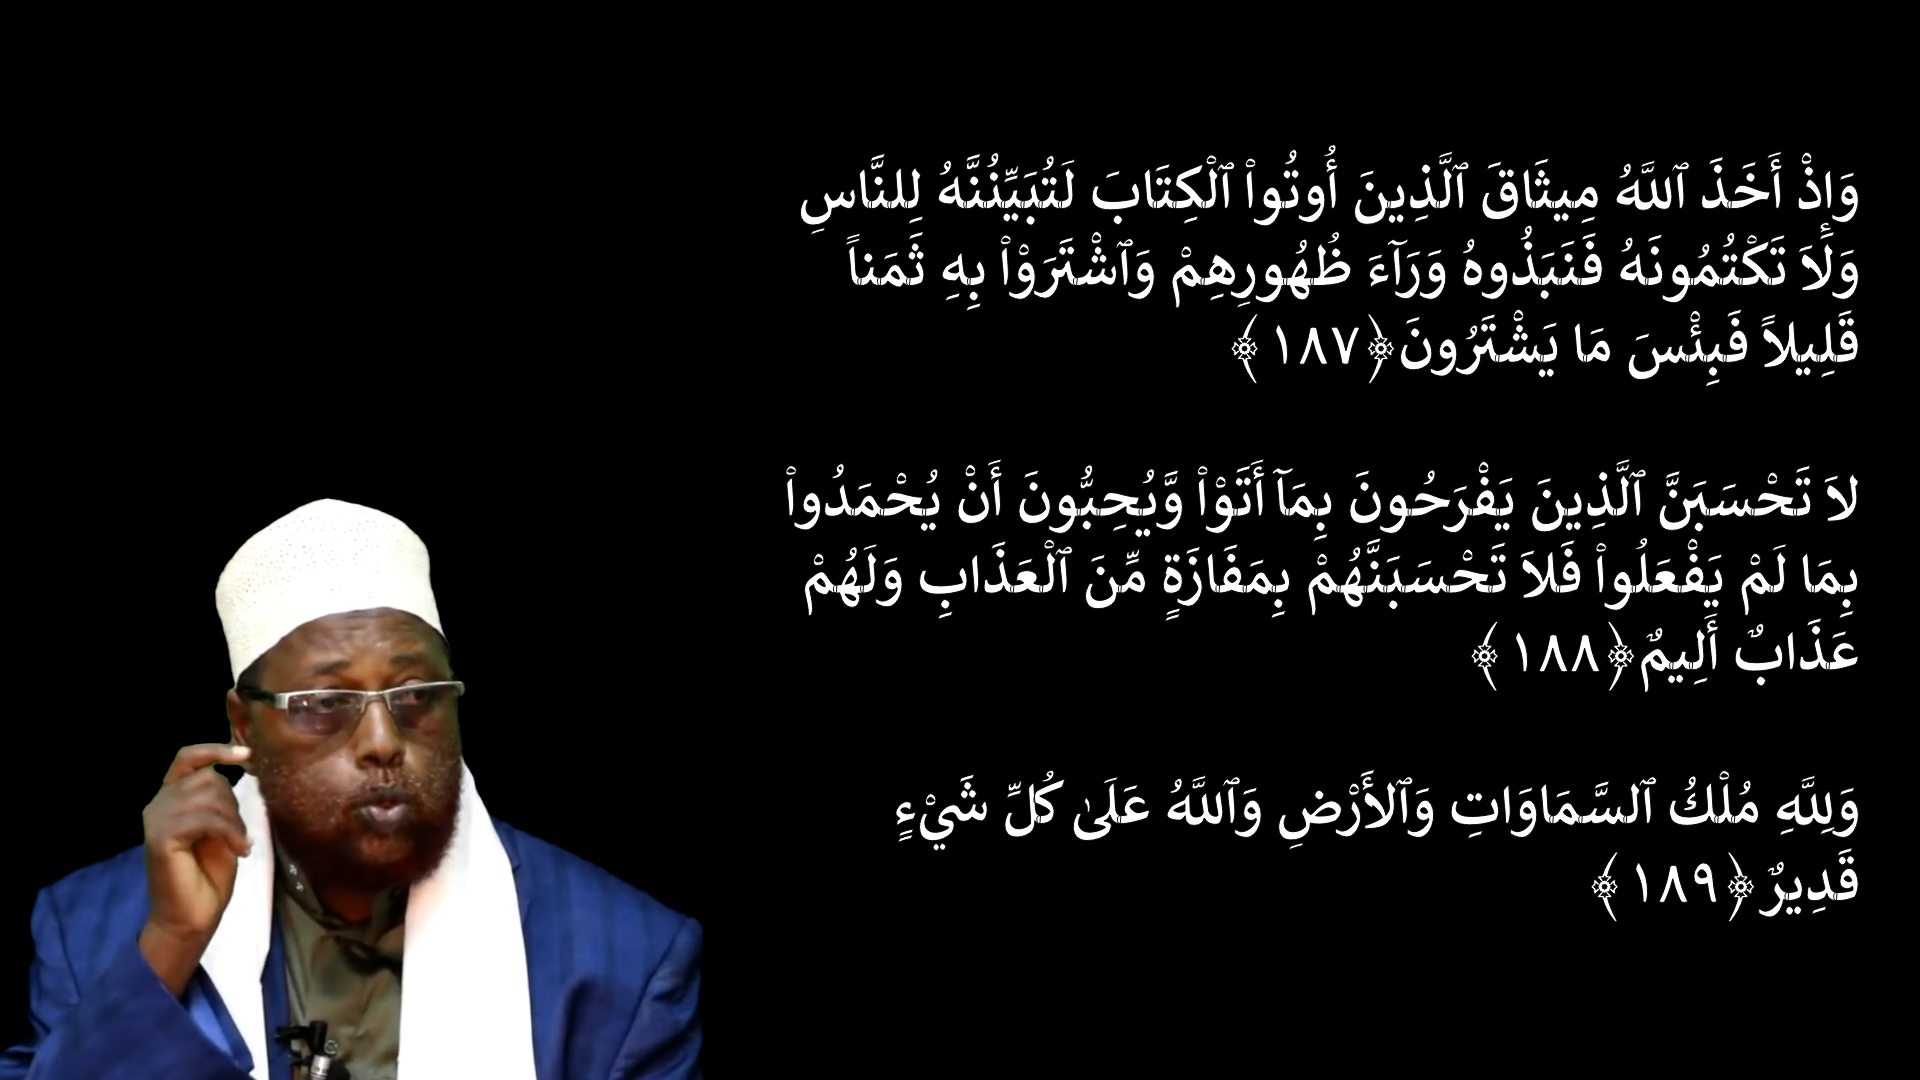 وَإِذْ أَخَذَ ٱللَّهُ مِيثَاقَ ٱلَّذِينَ أُوتُواْ ٱلْكِتَابَ لَتُبَيِّنُنَّهُ لِلنَّاسِ
وَلاَ تَكْتُمُونَهُ فَنَبَذُوهُ وَرَآءَ ظُهُورِهِمْ وَٱشْتَرَوْاْ بِهِ ثَمَناً
قَلِيلاً فَبِئْسَ مَا يَشْتَرُونَ﴿١٨٧ ﴾
لاَ تَحْسَبَنَّ ٱلَّذِينَ يَفْرَحُونَ بِمَآ أَتَوْاْ وَّيُحِبُّونَ أَنْ يُحْمَدُواْ
بِمَا لَمْ يَفْعَلُواْ فَلاَ تَحْسَبَنَّهُمْ بِمَفَازَةٍ مِّنَ ٱلْعَذَابِ وَلَهُمْ
عَذَابٌ أَلِيمٌ﴿١٨٨ ﴾
وَلِلَّهِ مُلْكُ ٱلسَّمَاوَاتِ وَٱلأَرْضِ وَٱللَّهُ عَلَىٰ كُلِّ شَيْءٍ
قَدِيرٌ﴿١٨٩ ﴾